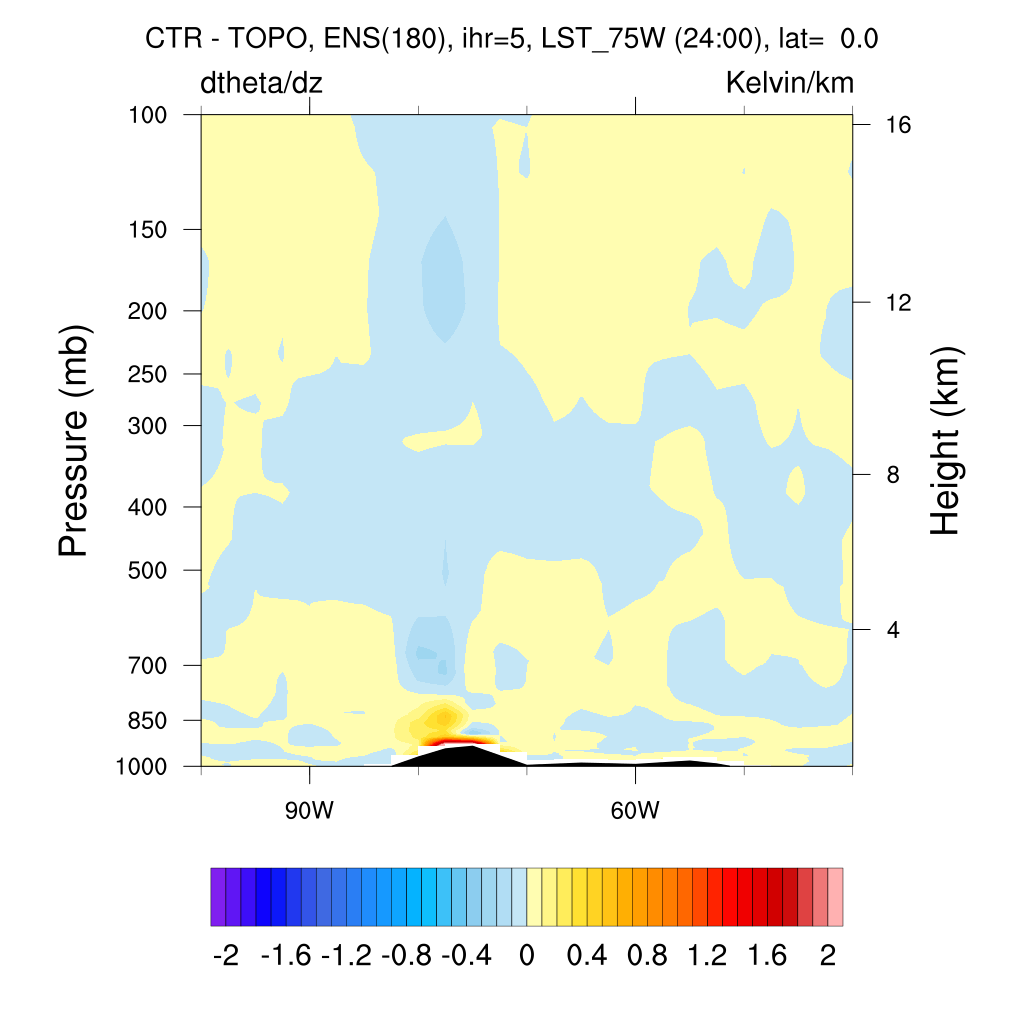 CTR - TOPO, ENS(180), ihr=5, LST_75W (24:00), lat=  0.0
dtheta/dz
Kelvin/km
100
150
200
250
300
400
500
700
850
1000
Pressure (mb)
16
12
8
4
Height (km)
90W
60W
-2 -1.6 -1.2 -0.8 -0.4 0 0.4 0.8 1.2 1.6 2